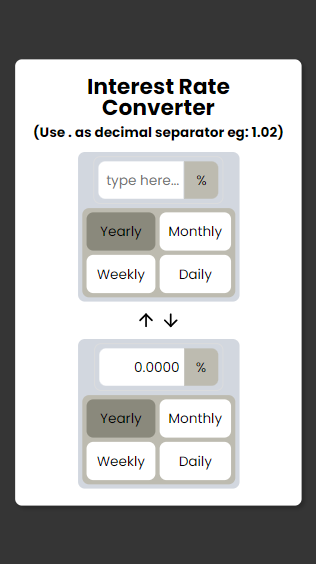 Interest Rate
Converter
(Use . as decimal separator eg: 1.02)
type here... %
Yearly Monthly
Weekly Daily
0.0000 %
Yearly Monthly
Weekly Daily